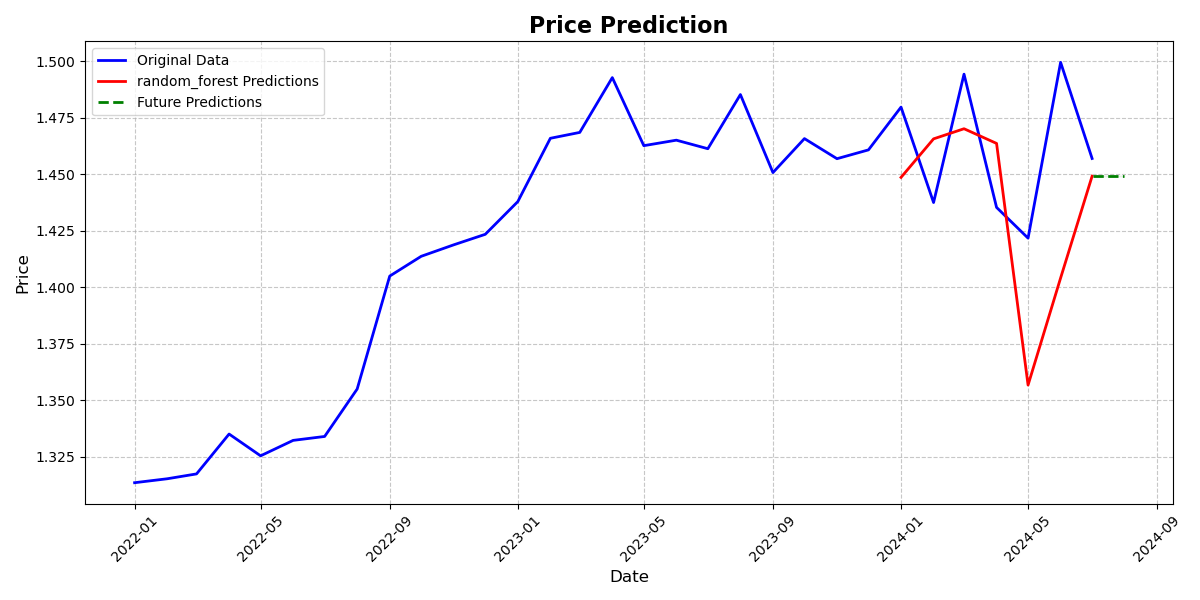 Price Prediction
Original Data
random_forest Predictions
Future Predictions
1.500
1.475
1.450
1.425
1.400
1.375
1.350
1.325
Price
2022-01
2022-05
2022-09
2023-01
2023-05
2023-09
2024-01
2024-05
2024-09
Date